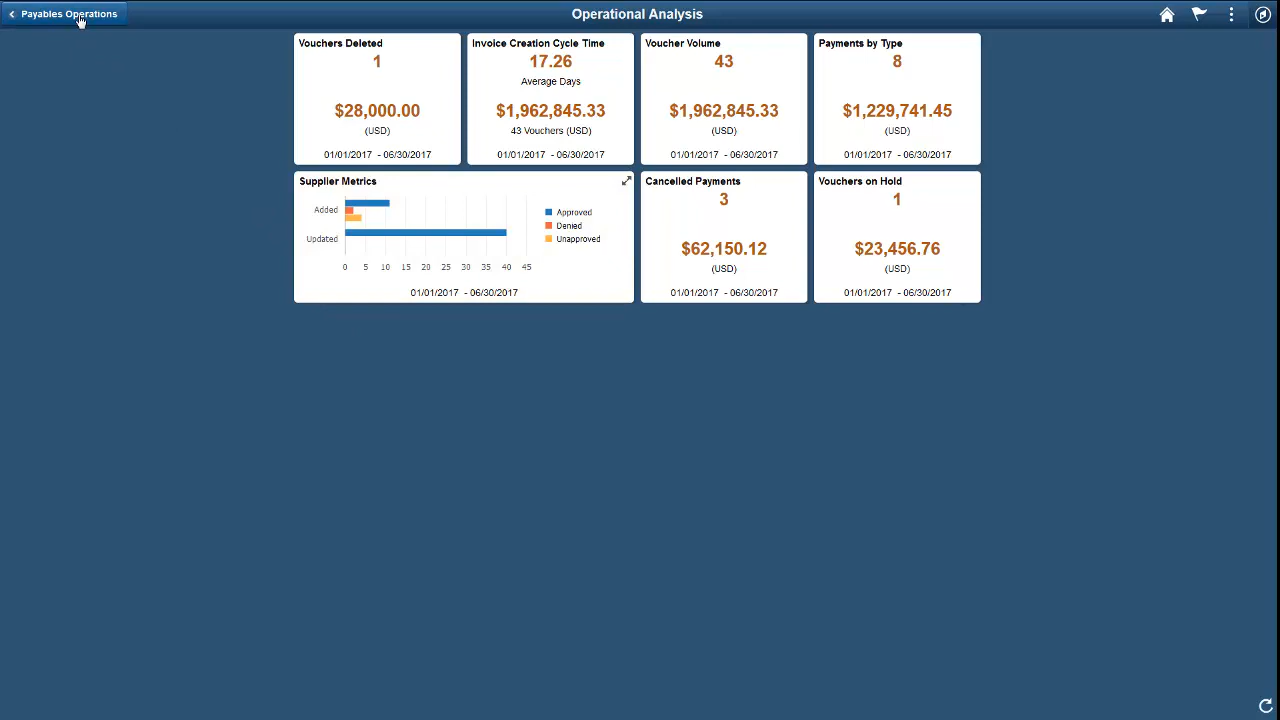 Payables Operations
Operational Analysis
Vouchers Deleted
1
$28,000.00
(USD)
01/01/2017 - 06/30/2017
Invoice Creation Cycle Time
17.26
Average Days
$1,962,845.33
43 Vouchers (USD)
01/01/2017 - 06/30/2017
Voucher Volume
43
$1,962,845.33
(USD)
01/01/2017 - 06/30/2017
Payments by Type
8
$1,229,741.45
(USD)
01/01/2017 - 06/30/2017
Supplier Metrics
Added
Updated
0 5 10 15 20 25 30 35 40 45
Approved
Denied
Unapproved
01/01/2017 - 06/30/2017
Cancelled Payments
3
$62,150.12
(USD)
01/01/2017 - 06/30/2017
Vouchers on Hold
1
$23,456.76
(USD)
01/01/2017 - 06/30/2017